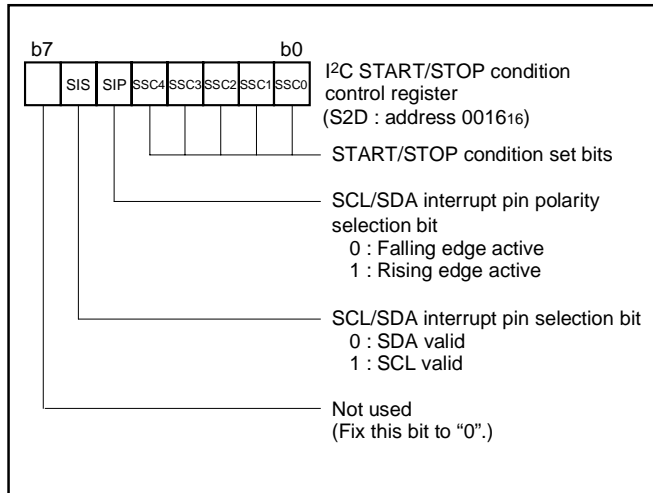 b7 b0
SIS SIP SSC4 SSC3 SSC2 SSC1 SSC0
I²C START/STOP condition
control register
(S2D : address 0016₁₆)
START/STOP condition set bits
SCL/SDA interrupt pin polarity
selection bit
0 : Falling edge active
1 : Rising edge active
SCL/SDA interrupt pin selection bit
0 : SDA valid
1 : SCL valid
Not used
(Fix this bit to “0”.)